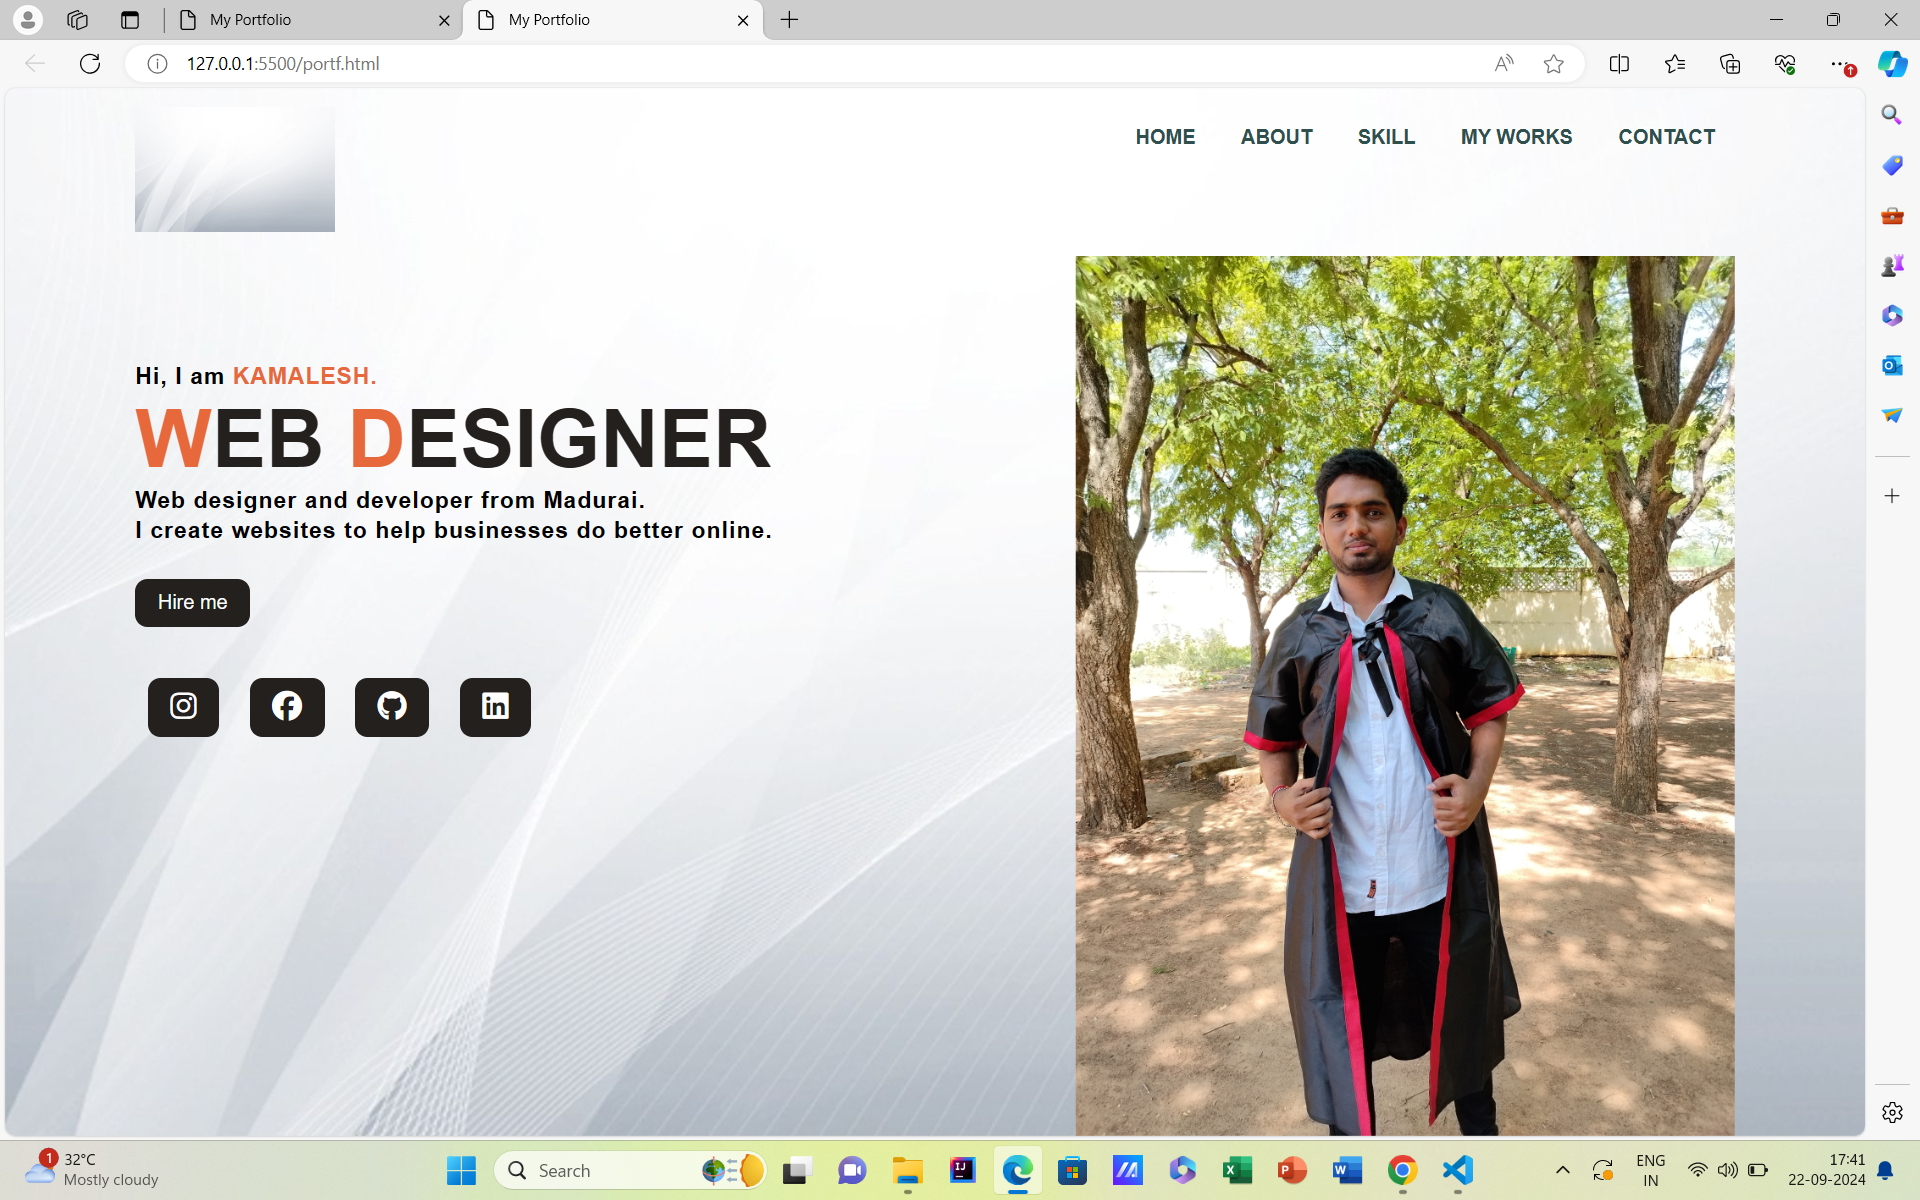 My Portfolio
My Portfolio
127.0.0.1:5500/portf.html
HOME ABOUT SKILL MY WORKS CONTACT
Hi, I am KAMALESH.
WEB DESIGNER
Web designer and developer from Madurai.
I create websites to help businesses do better online.
Hire me
1
32°C
Mostly cloudy
Search
ENG
IN
17:41
22-09-2024